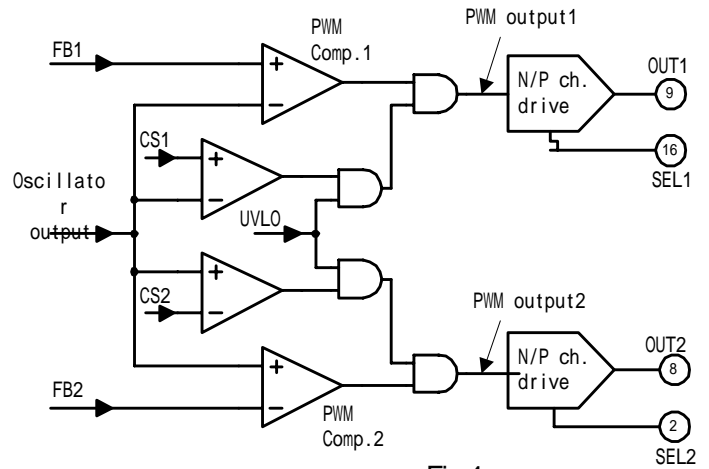 PWM
Comp.1
PWM output1
FB1
+
−
N/P ch.
drive
OUT1
9
CS1
+
−
16
SEL1
Oscillato
r
output
UVLO
+
−
CS2
PWM output2
OUT2
N/P ch.
drive
8
+
−
FB2
PWM
Comp.2
2
SEL2